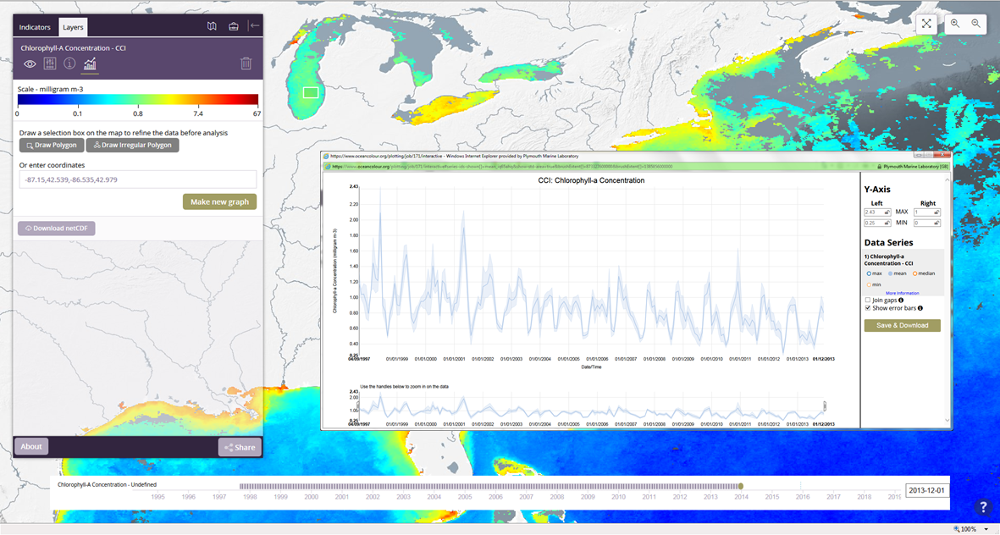 Indicators Layers
Chlorophyll-A Concentration - CCI
Scale - milligram m-3
0 0.1 0.8 7.4 67
Draw a selection box on the map to refine the data before analysis
Draw Polygon Draw Irregular Polygon
Or enter coordinates
-87.15,42.539,-86.535,42.979
Make new graph
Download netCDF
About Share
https://www.oceancolour.org/plotting/job/171/interactive - Windows Internet Explorer provided by Plymouth Marine Laboratory
Plymouth Marine Laboratory [GB]
CCI: Chlorophyll-a Concentration
Chlorophyll-a Concentration (milligram m-3)
2.43
2.20
2.00
1.80
1.60
1.40
1.20
1.00
0.80
0.60
0.40
0.25
04/09/1997 01/01/1999 01/01/2000 01/01/2001 01/01/2002 01/01/2003 01/01/2004 01/01/2005 01/01/2006 01/01/2007 01/01/2008 01/01/2009 01/01/2010 01/01/2011 01/01/2012 01/01/2013 01/12/2013
Date/Time
Use the handles below to zoom in on the data
2.43
2.00
0.25
04/09/1997 01/01/1999 01/01/2000 01/01/2001 01/01/2002 01/01/2003 01/01/2004 01/01/2005 01/01/2006 01/01/2007 01/01/2008 01/01/2009 01/01/2010 01/01/2011 01/01/2012 01/01/2013 01/12/2013
Y-Axis
Left Right
2.43 MAX 1
0.25 MIN 0
Data Series
1) Chlorophyll-a
Concentration - CCI
max mean median
min
More Information
Join gaps
Show error bars
Save & Download
Chlorophyll-A Concentration - Undefined
1995 1996 1997 1998 1999 2000 2001 2002 2003 2004 2005 2006 2007 2008 2009 2010 2011 2012 2013 2014 2015 2016 2017 2018 2019
2013-12-01
?
100%